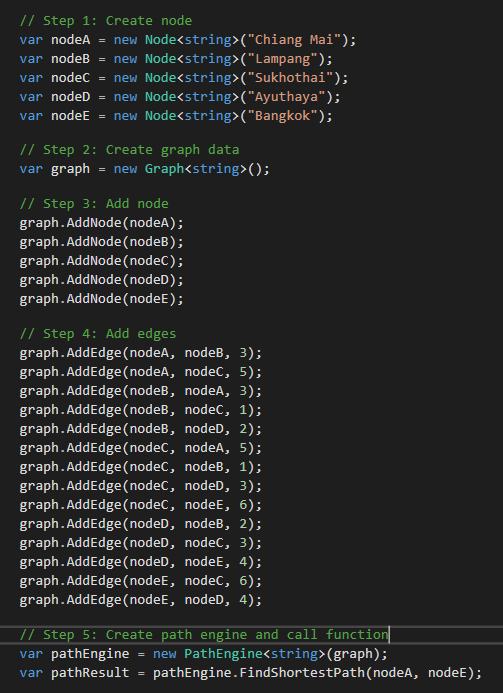 // Step 1: Create node
var nodeA = new Node<string>("Chiang Mai");
var nodeB = new Node<string>("Lampang");
var nodeC = new Node<string>("Sukhothai");
var nodeD = new Node<string>("Ayuthaya");
var nodeE = new Node<string>("Bangkok");
// Step 2: Create graph data
var graph = new Graph<string>();
// Step 3: Add node
graph.AddNode(nodeA);
graph.AddNode(nodeB);
graph.AddNode(nodeC);
graph.AddNode(nodeD);
graph.AddNode(nodeE);
// Step 4: Add edges
graph.AddEdge(nodeA, nodeB, 3);
graph.AddEdge(nodeA, nodeC, 5);
graph.AddEdge(nodeB, nodeA, 3);
graph.AddEdge(nodeB, nodeC, 1);
graph.AddEdge(nodeB, nodeD, 2);
graph.AddEdge(nodeC, nodeA, 5);
graph.AddEdge(nodeC, nodeB, 1);
graph.AddEdge(nodeC, nodeD, 3);
graph.AddEdge(nodeC, nodeE, 6);
graph.AddEdge(nodeD, nodeB, 2);
graph.AddEdge(nodeD, nodeC, 3);
graph.AddEdge(nodeD, nodeE, 4);
graph.AddEdge(nodeE, nodeC, 6);
graph.AddEdge(nodeE, nodeD, 4);
// Step 5: Create path engine and call function
var pathEngine = new PathEngine<string>(graph);
var pathResult = pathEngine.FindShortestPath(nodeA, nodeE);